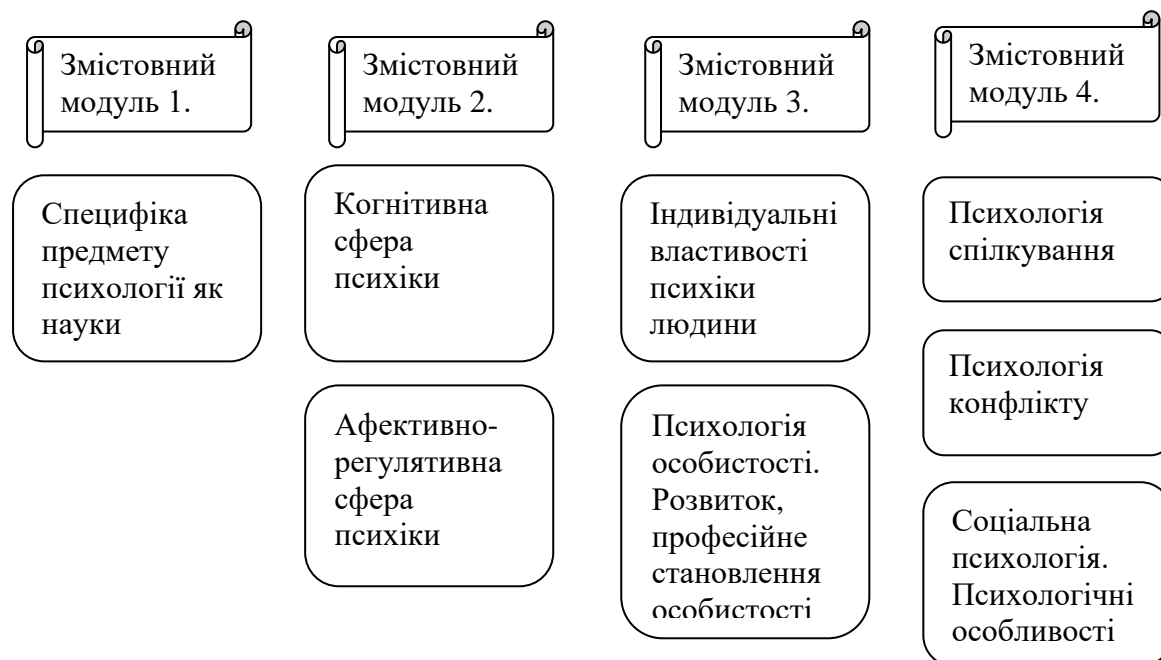 Змістовний
модуль 1.
Специфіка
предмету
психології як
науки
Змістовний
модуль 2.
Когнітивна
сфера
психіки
Афективно-
регулятивна
сфера
психіки
Змістовний
модуль 3.
Індивідуальні
властивості
психіки
людини
Психологія
особистості.
Розвиток,
професійне
становлення
особистості
Змістовний
модуль 4.
Психологія
спілкування
Психологія
конфлікту
Соціальна
психологія.
Психологічні
особливості